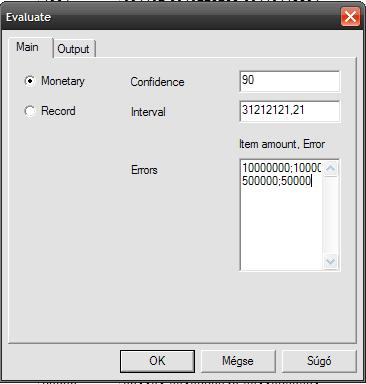 Evaluate
Main Output
Monetary Confidence 90
Record Interval 31212121,21
Item amount, Error
Errors 10000000;10000
500000;50000
OK Mégse Súgó